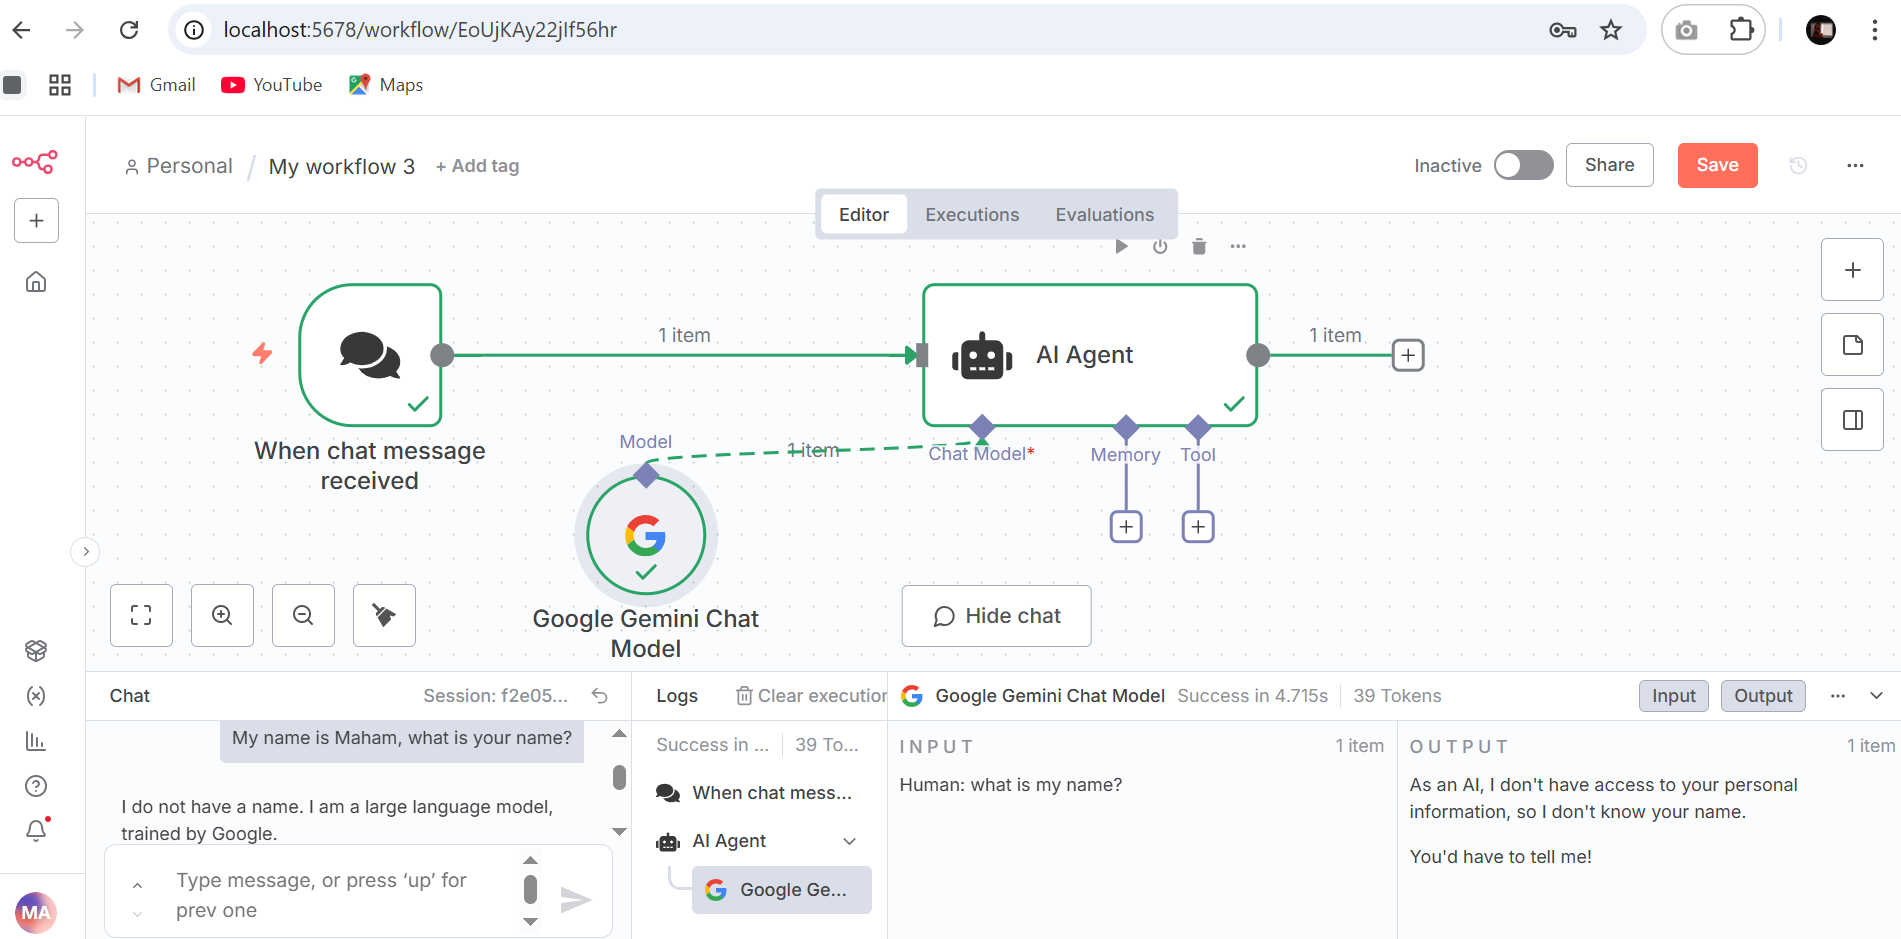 localhost:5678/workflow/EoUjKAy22jIf56hr
Gmail
YouTube
Maps
Personal / My workflow 3 + Add tag
Inactive
Share
Save
Editor
Executions
Evaluations
1 item
AI Agent
1 item
When chat message
received
Model
1 item
Chat Model*
Memory
Tool
Google Gemini Chat
Model
Hide chat
Chat
Session: f2e05...
My name is Maham, what is your name?
I do not have a name. I am a large language model,
trained by Google.
Type message, or press ‘up’ for
prev one
MA
Logs
Clear execution
Success in ...
39 To...
When chat mess...
AI Agent
Google Ge...
Google Gemini Chat Model
Success in 4.715s
39 Tokens
Input
Output
INPUT
1 item
Human: what is my name?
OUTPUT
1 item
As an AI, I don't have access to your personal
information, so I don't know your name.
You'd have to tell me!